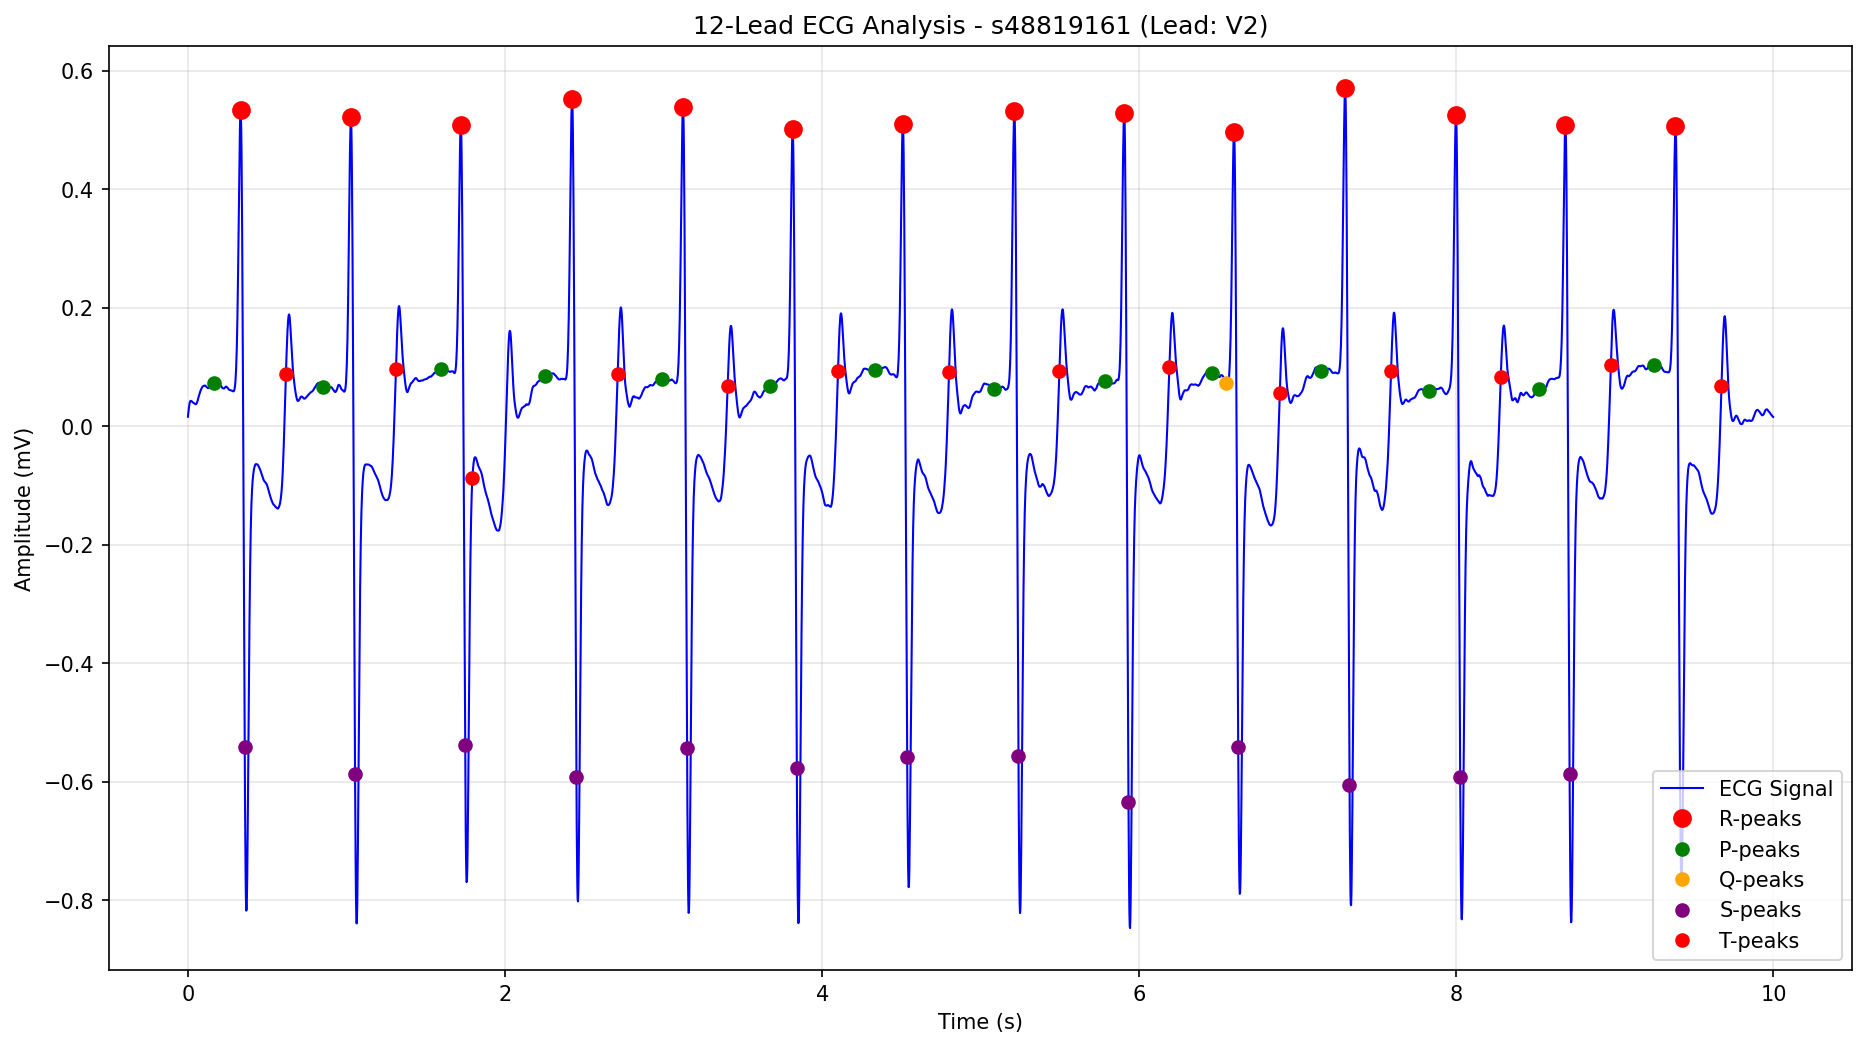 12-Lead ECG Analysis - s48819161 (Lead: V2)
0.6
0.4
0.2
0.0
−0.2
−0.4
−0.6
−0.8
Amplitude (mV)
0 2 4 6 8 10
Time (s)
ECG Signal
R-peaks
P-peaks
Q-peaks
S-peaks
T-peaks